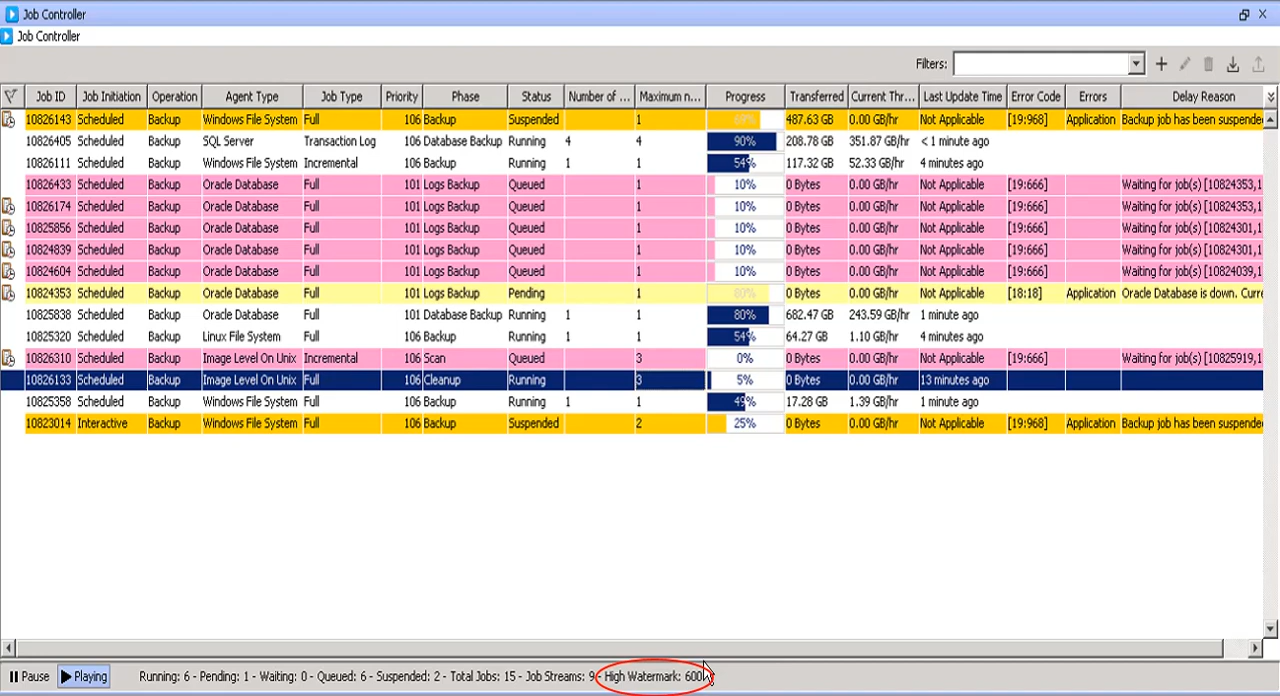 Job Controller
Job Controller
Filters:
Job ID Job Initiation Operation Agent Type Job Type Priority Phase Status Number of ... Maximum n... Progress Transferred Current Thr... Last Update Time Error Code Errors Delay Reason
10826143 Scheduled Backup Windows File System Full 106 Backup Suspended 1 68% 487.63 GB 0.00 GB/hr Not Applicable [19:968] Application Backup job has been suspende
10826405 Scheduled Backup SQL Server Transaction Log 106 Database Backup Running 4 4 90% 208.78 GB 351.87 GB/hr < 1 minute ago
10826111 Scheduled Backup Windows File System Incremental 106 Backup Running 1 1 54% 117.32 GB 52.33 GB/hr 4 minutes ago
10826433 Scheduled Backup Oracle Database Full 101 Logs Backup Queued 1 10% 0 Bytes 0.00 GB/hr Not Applicable [19:666] Waiting for job(s) [10824353,1
10826174 Scheduled Backup Oracle Database Full 101 Logs Backup Queued 1 10% 0 Bytes 0.00 GB/hr Not Applicable [19:666] Waiting for job(s) [10824353,1
10825856 Scheduled Backup Oracle Database Full 101 Logs Backup Queued 1 10% 0 Bytes 0.00 GB/hr Not Applicable [19:666] Waiting for job(s) [10824301,1
10824839 Scheduled Backup Oracle Database Full 101 Logs Backup Queued 1 10% 0 Bytes 0.00 GB/hr Not Applicable [19:666] Waiting for job(s) [10824301,1
10824604 Scheduled Backup Oracle Database Full 101 Logs Backup Queued 1 10% 0 Bytes 0.00 GB/hr Not Applicable [19:666] Waiting for job(s) [10824039,1
10824353 Scheduled Backup Oracle Database Full 101 Logs Backup Pending 1 80% 0 Bytes 0.00 GB/hr Not Applicable [18:18] Application Oracle Database is down. Curre
10825838 Scheduled Backup Oracle Database Full 101 Database Backup Running 1 1 80% 682.47 GB 243.59 GB/hr 1 minute ago
10825320 Scheduled Backup Linux File System Full 106 Backup Running 1 1 54% 64.27 GB 1.10 GB/hr 4 minutes ago
10826310 Scheduled Backup Image Level On Unix Incremental 106 Scan Queued 3 0% 0 Bytes 0.00 GB/hr Not Applicable [19:666] Waiting for job(s) [10825919,1
10826133 Scheduled Backup Image Level On Unix Full 106 Cleanup Running 3 5% 0 Bytes 0.00 GB/hr 13 minutes ago
10825358 Scheduled Backup Windows File System Full 106 Backup Running 1 1 49% 17.28 GB 1.39 GB/hr 1 minute ago
10823014 Interactive Backup Windows File System Full 106 Backup Suspended 2 25% 0 Bytes 0.00 GB/hr Not Applicable [19:968] Application Backup job has been suspende
Pause Playing Running: 6 - Pending: 1 - Waiting: 0 - Queued: 6 - Suspended: 2 - Total Jobs: 15 - Job Streams: 9 - High Watermark: 600